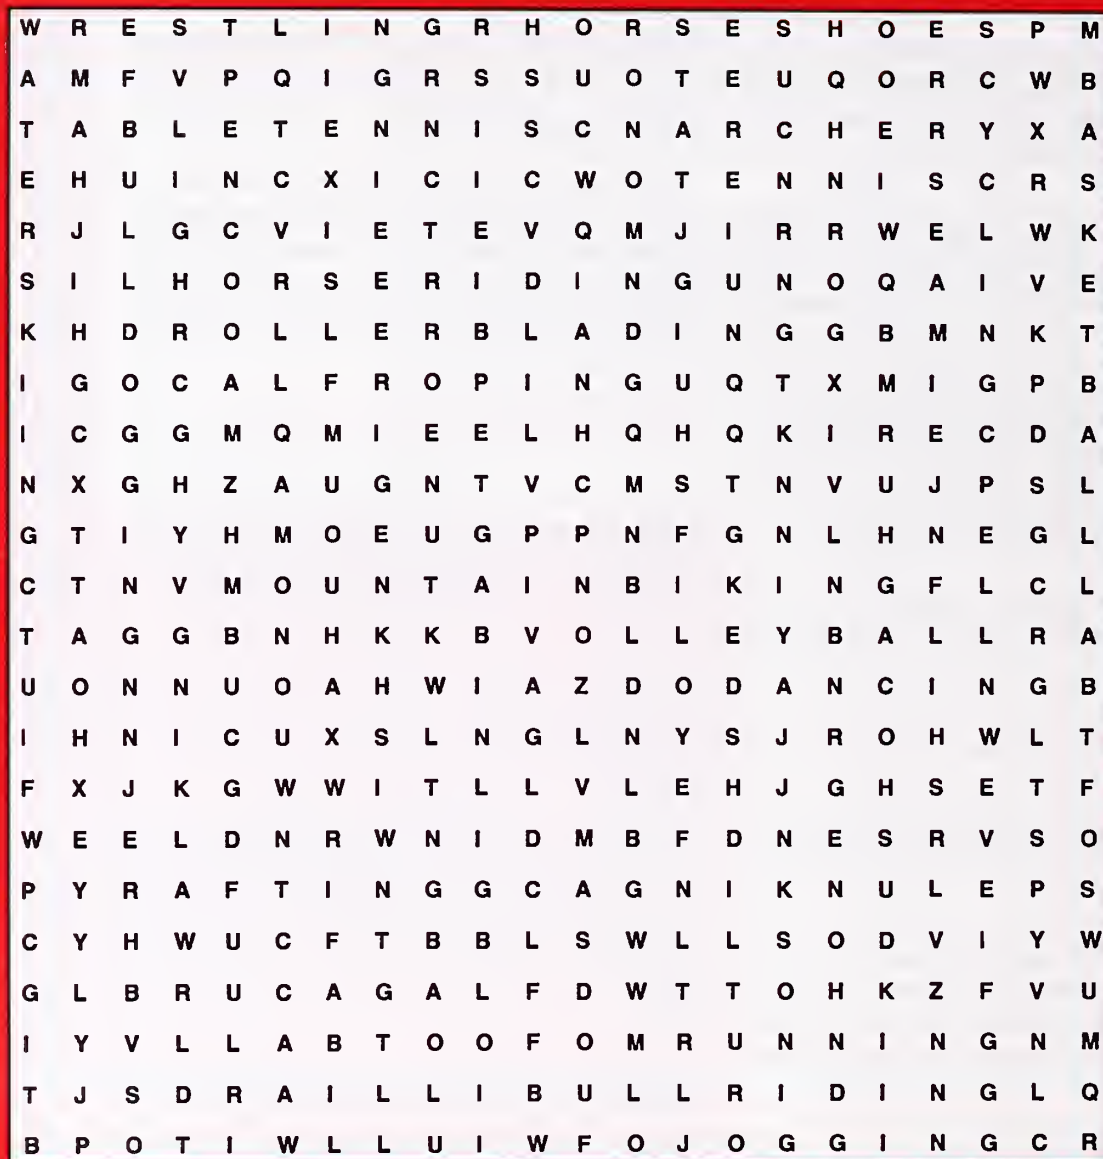 W R E S T L I N G R H O R S E S H O E S P M
A M F V P Q I G R S S U O T E U Q O R C W B
T A B L E T E N N I S C N A R C H E R Y X A
E H U I N C X I C I C W O T E N N I S C R S
R J L G C V I E T E V Q M J I R R W E L W K
S I L H O R S E R I D I N G U N O Q A I V E
K H D R O L L E R B L A D I N G G B M N K T
I G O C A L F R O P I N G U Q T X M I G P B
I C G G M Q M I E E L H Q H Q K I R E C D A
N X G H Z A U G N T V C M S T N V U J P S L
G T I Y H M O E U G P P N F G N L H N E G L
C T N V M O U N T A I N B I K I N G F L C L
T A G G B N H K K B V O L L E Y B A L L R A
U O N N U O A H W I A Z D O D A N C I N G B
I H N I C U X S L N G L N Y S J R O H W L T
F X J K G W W I T L L V L E H J G H S E T F
W E E L D N R W N I D M B F D N E S R V S O
P Y R A F T I N G G C A G N I K N U L E P S
C Y H W U C F T B B L S W L L S O D V I Y W
G L B R U C A G A L F D W T T O H K Z F V U
I Y V L L A B T O O F O M R U N N I N G N M
T J S D R A I L L I B U L L R I D I N G L Q
B P O T I W L L U I W F O J O G G I N G C R